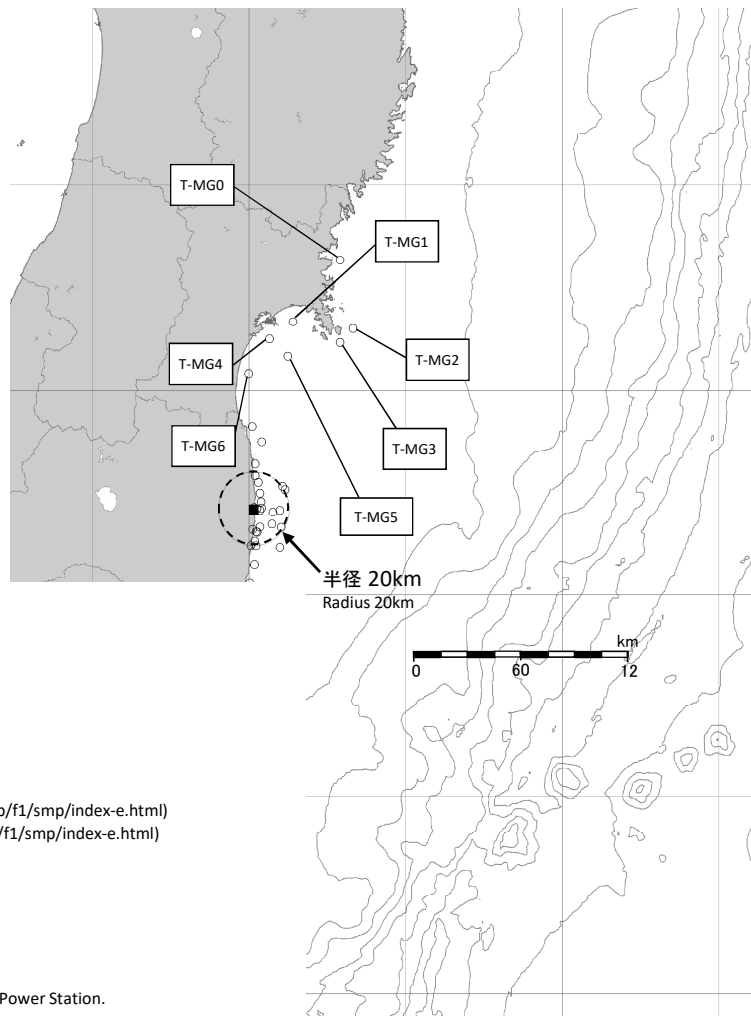 T-MG0
T-MG1
T-MG4
T-MG2
T-MG6
T-MG3
T-MG5
半径 20km
Radius 20km
km
0 60 12
p/f1/smp/index-e.html)
/f1/smp/index-e.html)
Power Station.